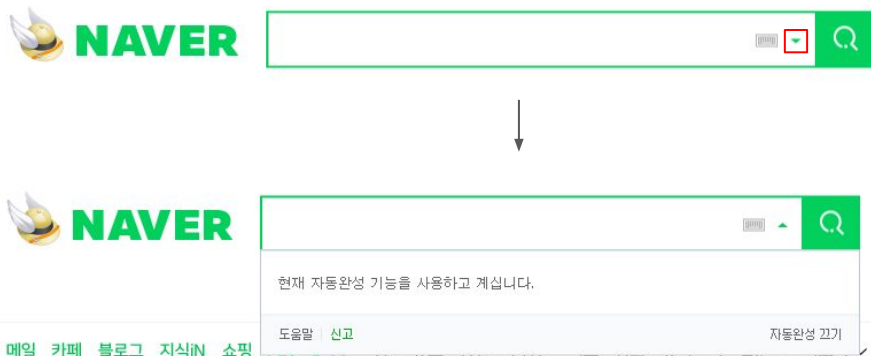 NAVER
NAVER
현재 자동완성 기능을 사용하고 계십니다.
도움말 신고 자동완성 끄기
메일 카페 블로그 지식iN 쇼핑